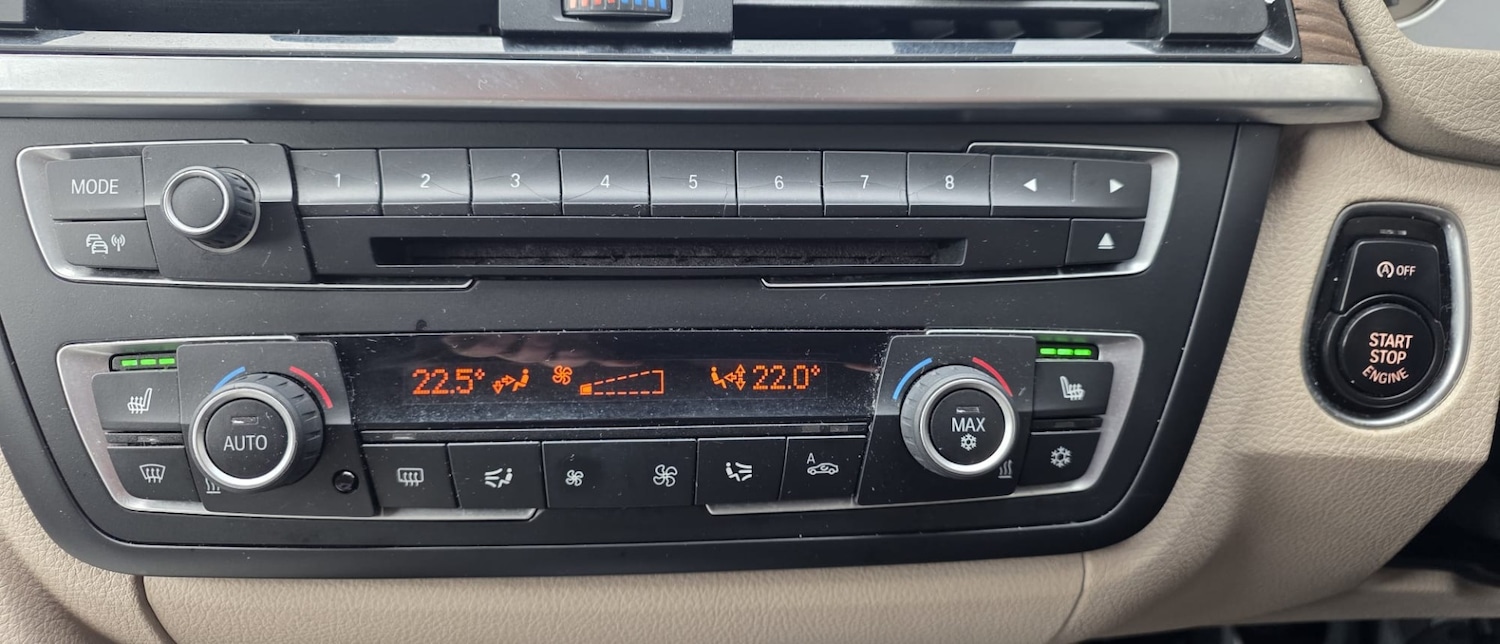 MODE
1 2 3 4 5 6 7 8
A OFF
START
STOP
ENGINE
22.5° 22.0°
AUTO
MAX
A